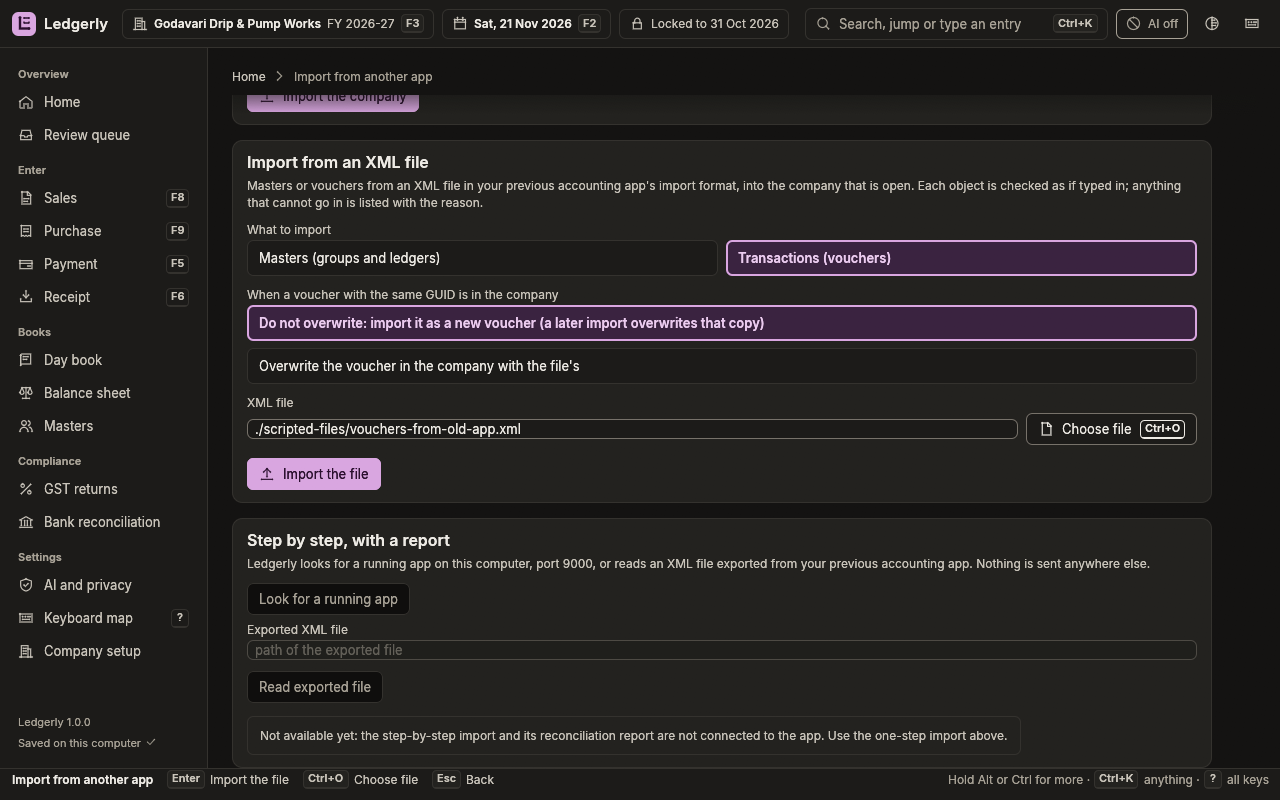 Ledgerly
Godavari Drip & Pump Works FY 2026-27 F3
Sat, 21 Nov 2026 F2
Locked to 31 Oct 2026
Search, jump or type an entry Ctrl+K
AI off
Overview
Home
Review queue
Enter
Sales F8
Purchase F9
Payment F5
Receipt F6
Books
Day book
Balance sheet
Masters
Compliance
GST returns
Bank reconciliation
Settings
AI and privacy
Keyboard map ?
Company setup
Ledgerly 1.0.0
Saved on this computer
Home Import from another app
Import the company
Import from an XML file
Masters or vouchers from an XML file in your previous accounting app's import format, into the company that is open. Each object is checked as if typed in; anything
that cannot go in is listed with the reason.
What to import
Masters (groups and ledgers)
Transactions (vouchers)
When a voucher with the same GUID is in the company
Do not overwrite: import it as a new voucher (a later import overwrites that copy)
Overwrite the voucher in the company with the file's
XML file
./scripted-files/vouchers-from-old-app.xml
Choose file Ctrl+O
Import the file
Step by step, with a report
Ledgerly looks for a running app on this computer, port 9000, or reads an XML file exported from your previous accounting app. Nothing is sent anywhere else.
Look for a running app
Exported XML file
path of the exported file
Read exported file
Not available yet: the step-by-step import and its reconciliation report are not connected to the app. Use the one-step import above.
Import from another app Enter Import the file Ctrl+O Choose file Esc Back
Hold Alt or Ctrl for more · Ctrl+K anything · ? all keys